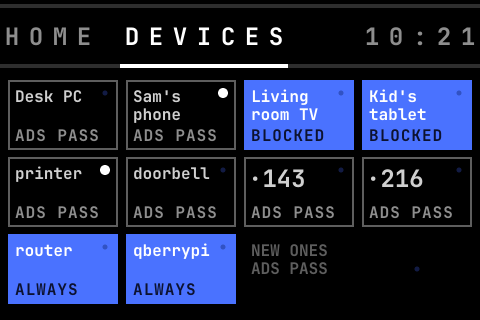 HOME DEVICES 10:21
Desk PC
ADS PASS
Sam's
phone
ADS PASS
Living
room TV
BLOCKED
Kid's
tablet
BLOCKED
printer
ADS PASS
doorbell
ADS PASS
·143
ADS PASS
·216
ADS PASS
router
ALWAYS
qberrypi
ALWAYS
NEW ONES
ADS PASS